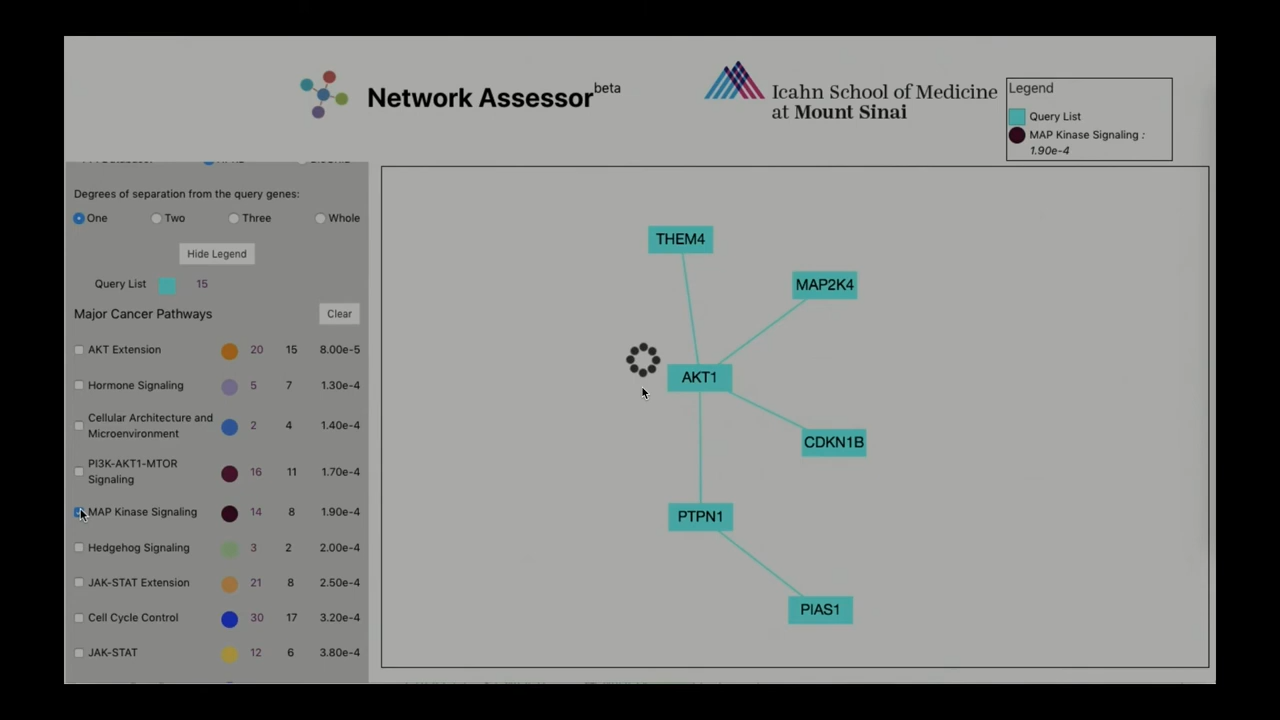 Network Assessor beta
Icahn School of Medicine
at Mount Sinai
Legend
Query List
MAP Kinase Signaling :
1.90e-4
Degrees of separation from the query genes:
One Two Three Whole
Hide Legend
Query List 15
Major Cancer Pathways Clear
AKT Extension 20 15 8.00e-5
Hormone Signaling 5 7 1.30e-4
Cellular Architecture and
Microenvironment 2 4 1.40e-4
PI3K-AKT1-MTOR
Signaling 16 11 1.70e-4
MAP Kinase Signaling 14 8 1.90e-4
Hedgehog Signaling 3 2 2.00e-4
JAK-STAT Extension 21 8 2.50e-4
Cell Cycle Control 30 17 3.20e-4
JAK-STAT 12 6 3.80e-4
THEM4
MAP2K4
AKT1
CDKN1B
PTPN1
PIAS1